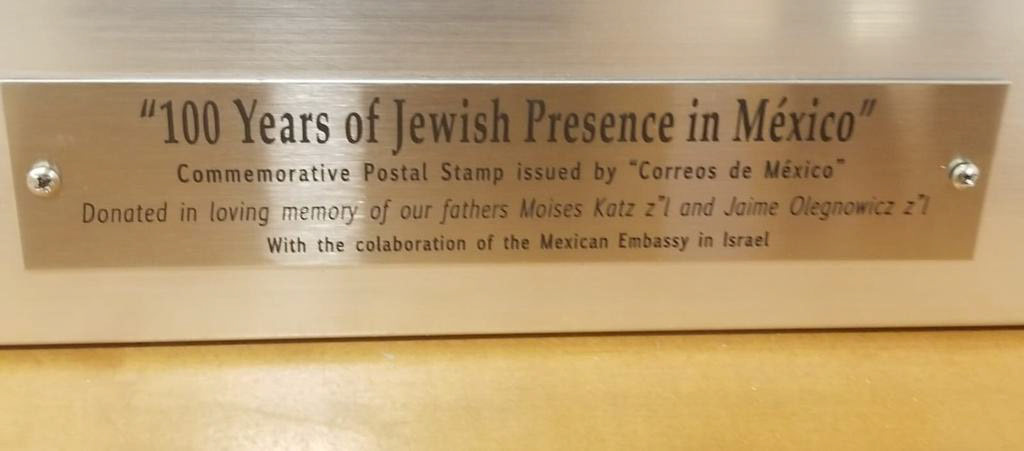 “100 Years of Jewish Presence in México”
Commemorative Postal Stamp issued by “Correos de México”
Donated in loving memory of our fathers Moises Katz z”l and Jaime Olegnowicz z”l
With the colaboration of the Mexican Embassy in Israel